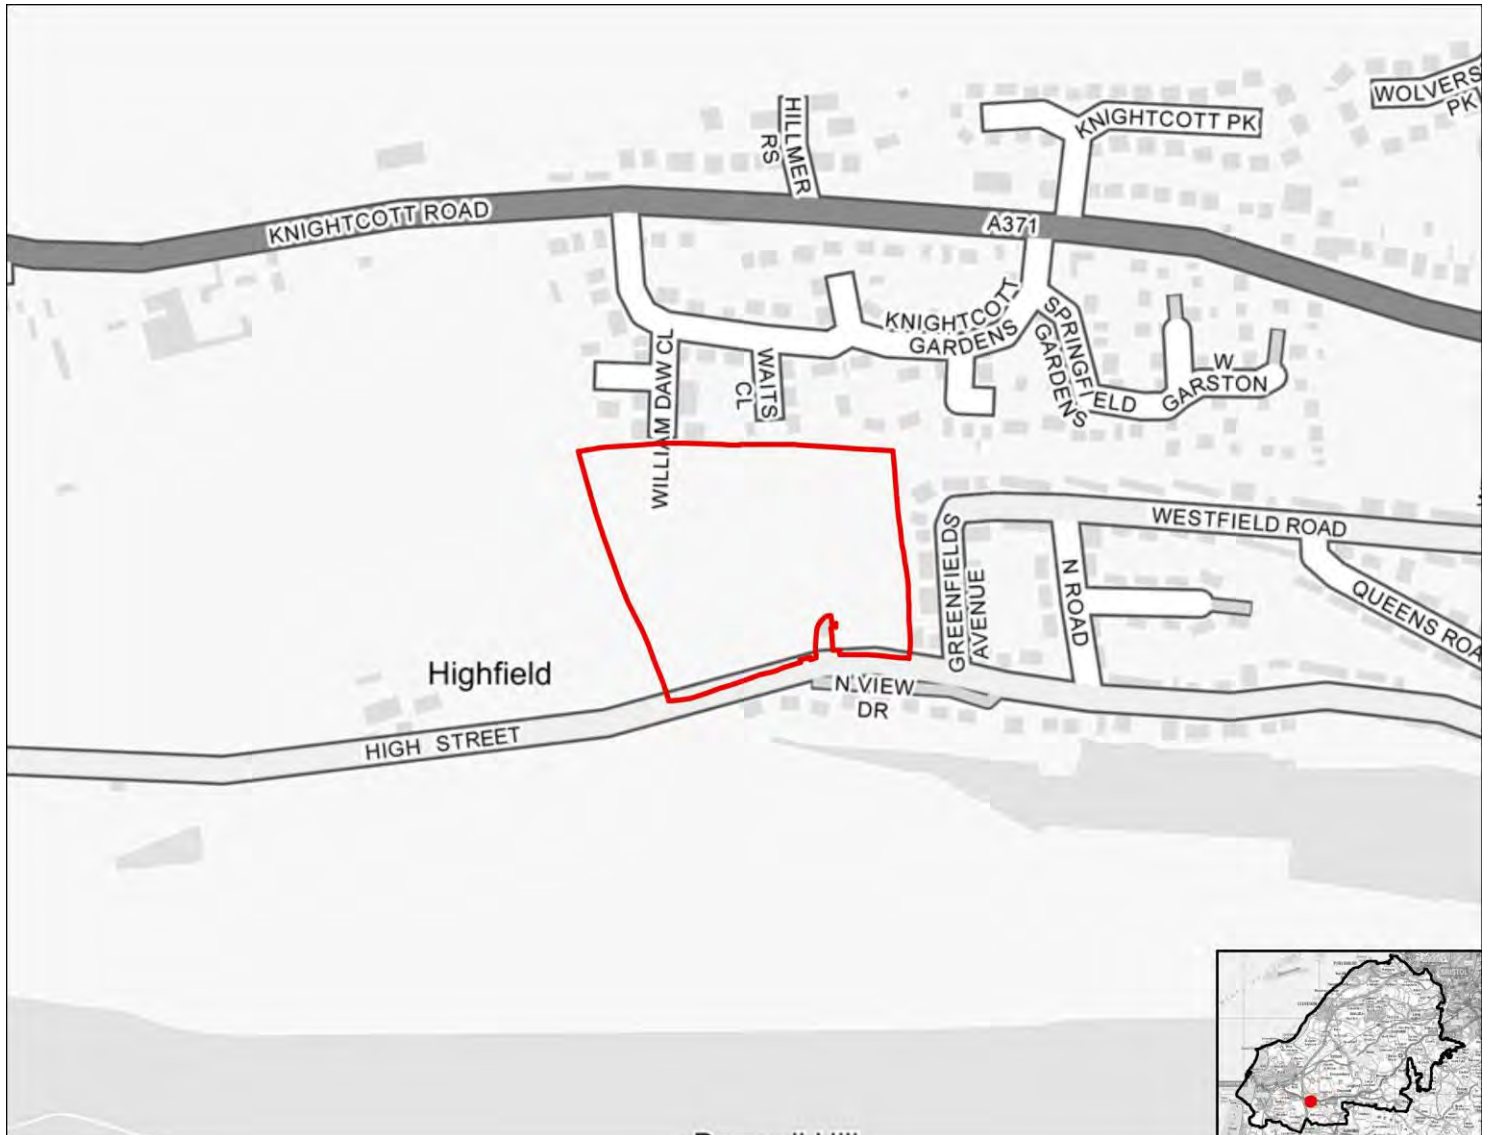 WOLVERS
PK
HILLMER
RS
KNIGHTCOTT PK
KNIGHTCOTT ROAD
A371
KNIGHTCOTT
GARDENS
SPRINGFIELD
GARDENS
W
GARSTON
WILLIAM DAW CL
WAITS
CL
WESTFIELD ROAD
GREENFIELDS
AVENUE
N ROAD
QUEENS ROA
Highfield
N VIEW
DR
HIGH STREET
BRISTOL